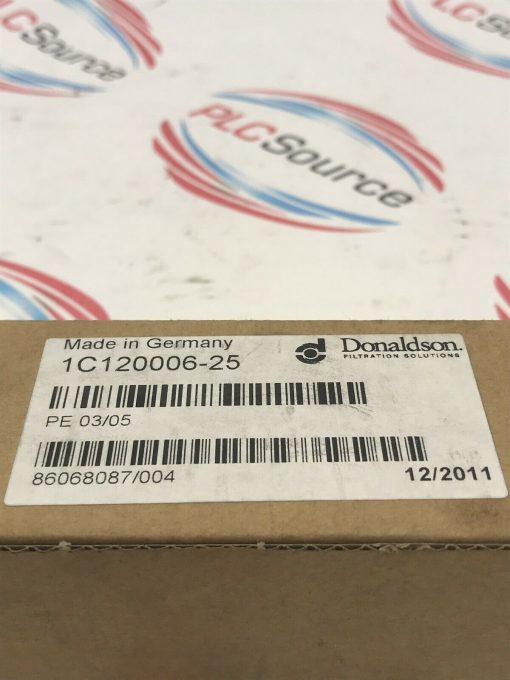 PLCSource
PLCSource
PLCSource
Made in Germany
1C120006-25
Donaldson.
FILTRATION SOLUTIONS
PE 03/05
86068087/004
12/2011